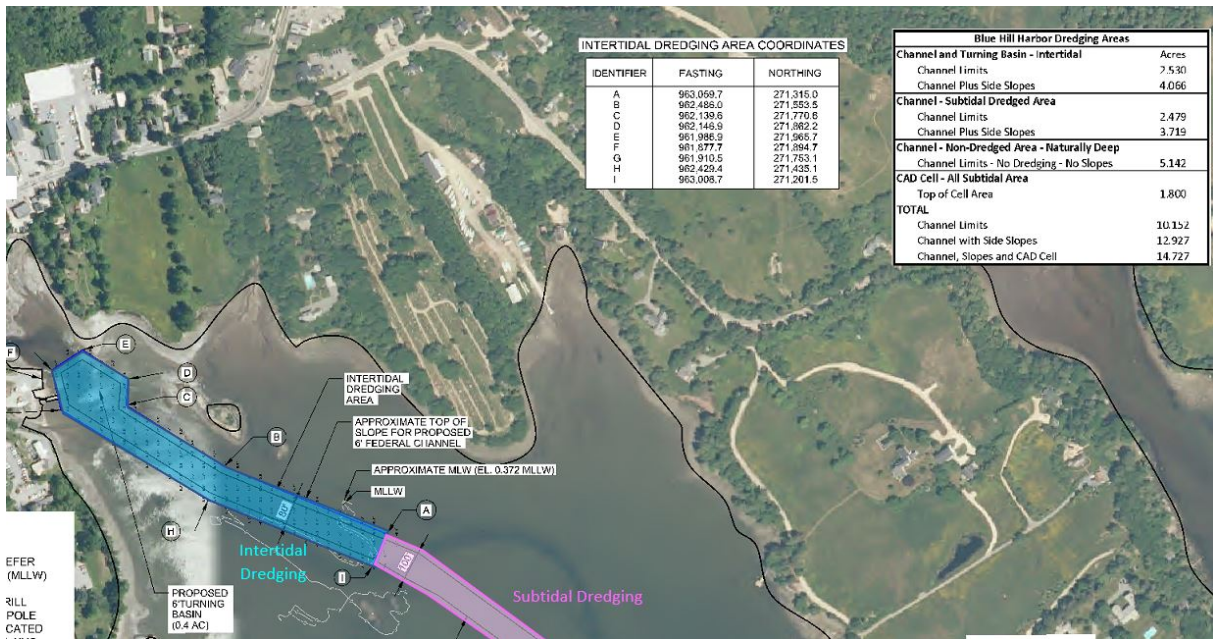 INTERTIDAL DREDGING AREA COORDINATES
IDENTIFIER EASTING NORTHING
A 963,059.7 271,315.0
B 962,486.0 271,553.5
C 962,139.6 271,770.6
D 962,146.9 271,862.2
E 961,986.9 271,965.7
F 961,877.7 271,894.7
G 961,910.5 271,753.1
H 962,429.4 271,435.1
I 963,008.7 271,201.5
Blue Hill Harbor Dredging Areas
Channel and Turning Basin - Intertidal Acres
Channel Limits 2.530
Channel Plus Side Slopes 4.066
Channel - Subtidal Dredged Area
Channel Limits 2.479
Channel Plus Side Slopes 3.719
Channel - Non-Dredged Area - Naturally Deep
Channel Limits - No Dredging - No Slopes 5.142
CAD Cell - All Subtidal Area
Top of Cell Area 1.800
TOTAL
Channel Limits 10.152
Channel with Side Slopes 12.927
Channel, Slopes and CAD Cell 14.727
F
E
D
C
B
INTERTIDAL
DREDGING
AREA
APPROXIMATE TOP OF
SLOPE FOR PROPOSED
6' FEDERAL CHANNEL
APPROXIMATE MLW (EL. 0.372 MLLW)
MLLW
A
80'
H
Intertidal
Dredging
I
100'
Subtidal Dredging
PROPOSED
6'TURNING
BASIN
(0.4 AC)
EFER
(MLLW)
RILL
POLE
CATED